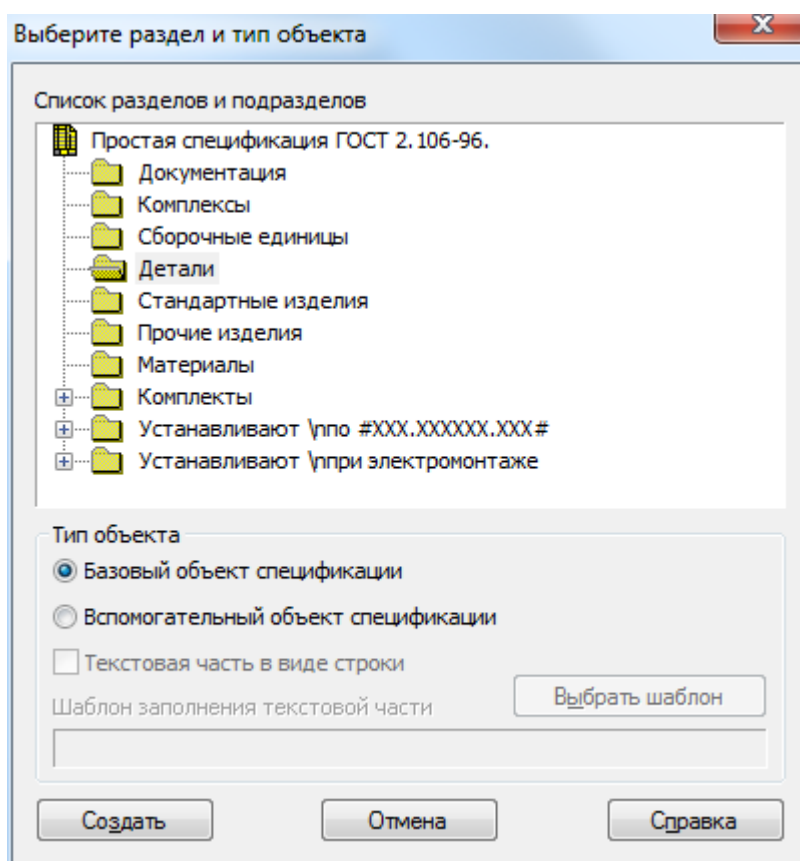 Выберите раздел и тип объекта
Список разделов и подразделов
Простая спецификация ГОСТ 2.106-96.
Документация
Комплексы
Сборочные единицы
Детали
Стандартные изделия
Прочие изделия
Материалы
Комплекты
Устанавливают \nпо #XXX.XXXXXX.XXX#
Устанавливают \nпри электромонтаже
Тип объекта
Базовый объект спецификации
Вспомогательный объект спецификации
Текстовая часть в виде строки
Шаблон заполнения текстовой части
Выбрать шаблон
Создать Отмена Справка